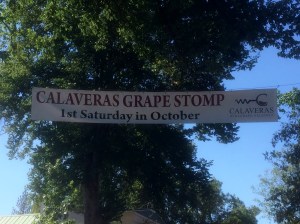 CALAVERAS GRAPE STOMP
1st Saturday in October
CALAVERAS